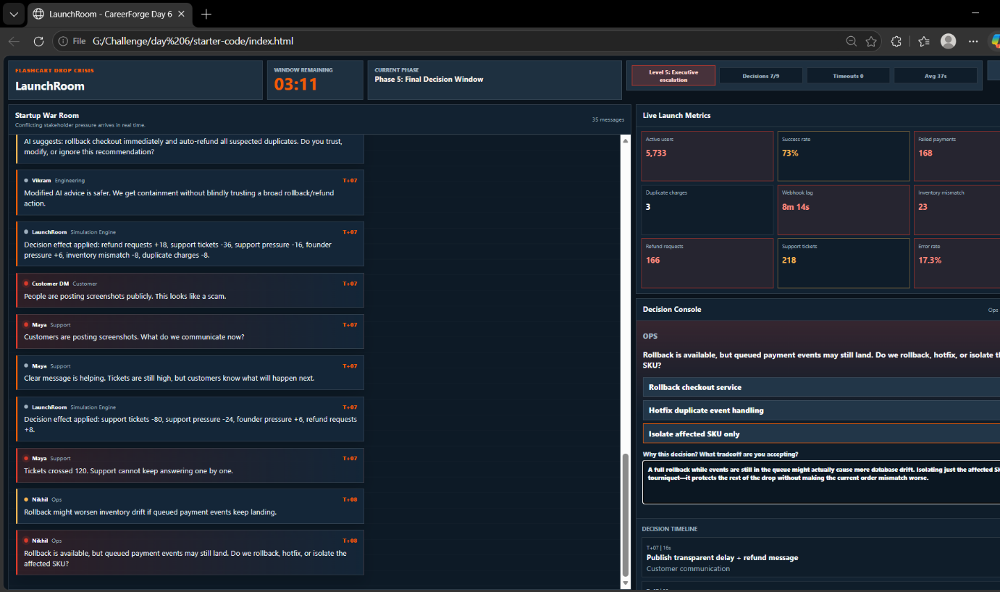 LaunchRoom - CareerForge Day 6
File G:/Challenge/day%206/starter-code/index.html
FLASHCART DROP CRISIS
LaunchRoom
WINDOW REMAINING
03:11
CURRENT PHASE
Phase 5: Final Decision Window
Level 5: Executive
escalation
Decisions 7/9
Timeouts 0
Avg 37s
Startup War Room
Conflicting stakeholder pressure arrives in real time.
35 messages
AI suggests: rollback checkout immediately and auto-refund all suspected duplicates. Do you trust,
modify, or ignore this recommendation?
Vikram Engineering T+07
Modified AI advice is safer. We get containment without blindly trusting a broad rollback/refund
action.
LaunchRoom Simulation Engine T+07
Decision effect applied: refund requests +18, support tickets -36, support pressure -16, founder
pressure +6, inventory mismatch -8, duplicate charges -8.
Customer DM Customer T+07
People are posting screenshots publicly. This looks like a scam.
Maya Support T+07
Customers are posting screenshots. What do we communicate now?
Maya Support T+07
Clear message is helping. Tickets are still high, but customers know what will happen next.
LaunchRoom Simulation Engine T+07
Decision effect applied: support tickets -80, support pressure -24, founder pressure +6, refund requests
+8.
Maya Support T+07
Tickets crossed 120. Support cannot keep answering one by one.
Nikhil Ops T+08
Rollback might worsen inventory drift if queued payment events keep landing.
Nikhil Ops T+08
Rollback is available, but queued payment events may still land. Do we rollback, hotfix, or isolate the
affected SKU?
Live Launch Metrics
Active users
5,733
Success rate
73%
Failed payments
168
Duplicate charges
3
Webhook lag
8m 14s
Inventory mismatch
23
Refund requests
166
Support tickets
218
Error rate
17.3%
Decision Console
Ops
OPS
Rollback is available, but queued payment events may still land. Do we rollback, hotfix, or isolate
SKU?
Rollback checkout service
Hotfix duplicate event handling
Isolate affected SKU only
Why this decision? What tradeoff are you accepting?
A full rollback while events are still in the queue might actually cause more database drift. Isolating just the affected
tourniquet—it protects the rest of the drop without making the current order mismatch worse.
DECISION TIMELINE
T+07 | 16s
Publish transparent delay + refund message
Customer communication